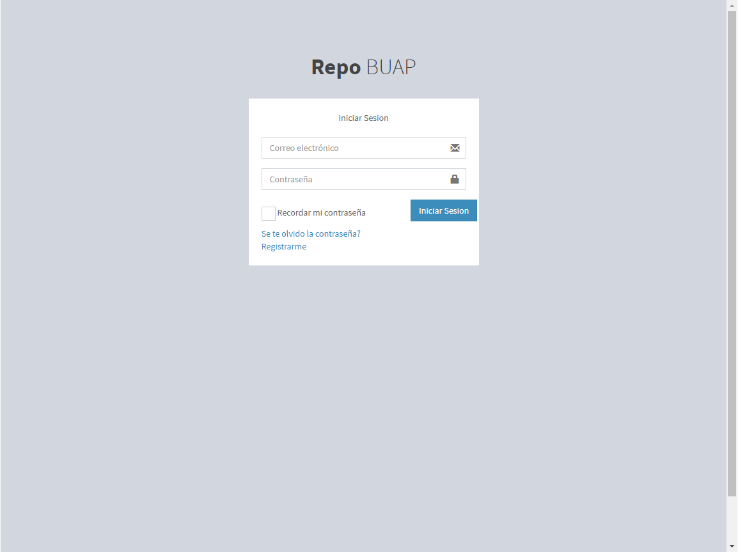 Repo BUAP
Iniciar Sesion
Correo electrónico
Contraseña
Recordar mi contraseña
Iniciar Sesion
Se te olvido la contraseña?
Registrarme